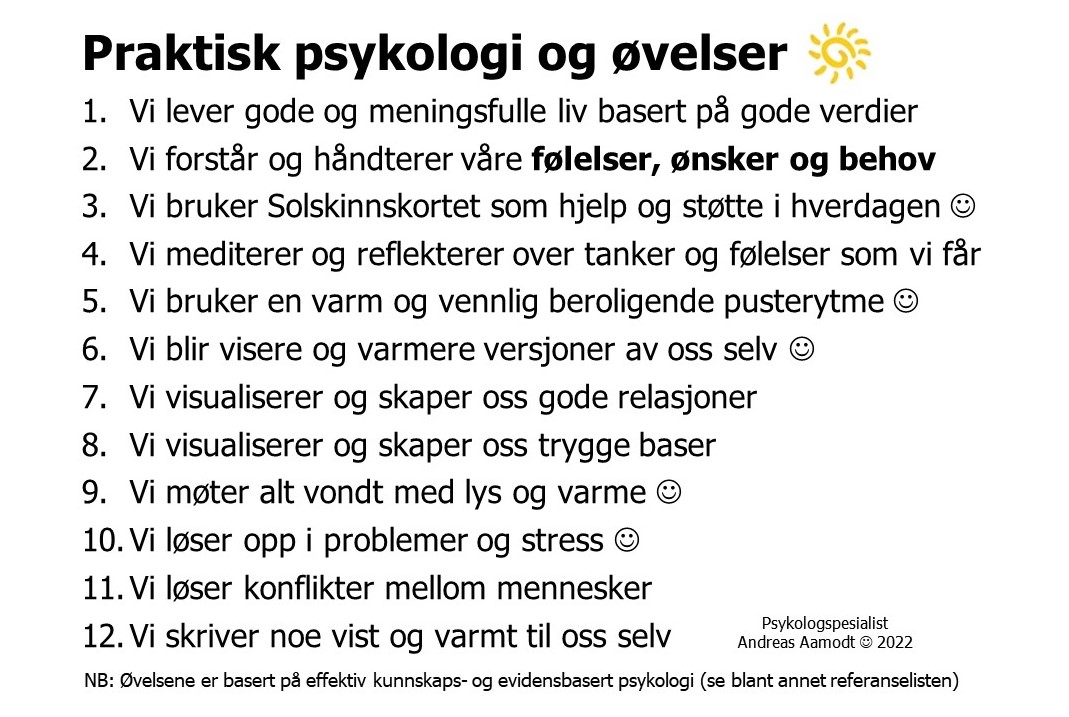 Praktisk psykologi og øvelser
1. Vi lever gode og meningsfulle liv basert på gode verdier
2. Vi forstår og håndterer våre følelser, ønsker og behov
3. Vi bruker Solskinnskortet som hjelp og støtte i hverdagen ☺
4. Vi mediterer og reflekterer over tanker og følelser som vi får
5. Vi bruker en varm og vennlig beroligende pusterytme ☺
6. Vi blir visere og varmere versjoner av oss selv ☺
7. Vi visualiserer og skaper oss gode relasjoner
8. Vi visualiserer og skaper oss trygge baser
9. Vi møter alt vondt med lys og varme ☺
10. Vi løser opp i problemer og stress ☺
11. Vi løser konflikter mellom mennesker
12. Vi skriver noe vist og varmt til oss selv
Psykologspesialist
Andreas Aamodt ☺ 2022
NB: Øvelsene er basert på effektiv kunnskaps- og evidensbasert psykologi (se blant annet referanselisten)